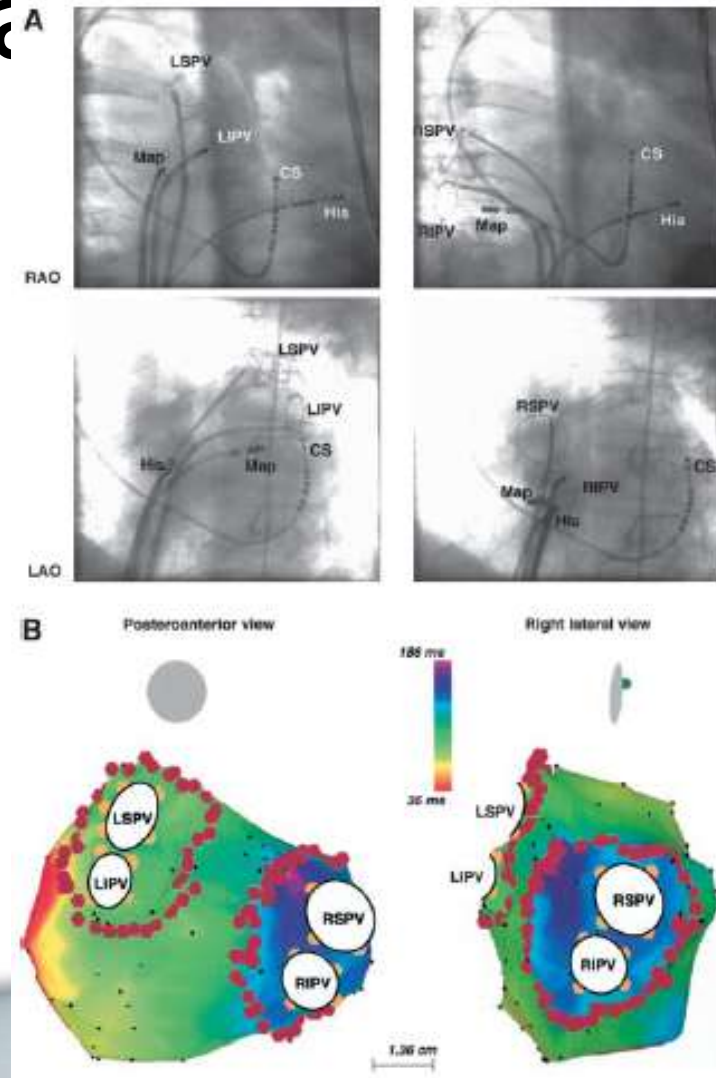 A
LSPV
LIPV
Map
CS
His
RAO
RSPV
CS
Map
His
RIPV
LSPV
LIPV
His
CS
Map
LAO
RSPV
CS
RIPV
Map
His
B
Posteroanterior view
Right lateral view
186 ms
35 ms
LSPV
LIPV
RSPV
RIPV
LSPV
LIPV
RSPV
RIPV
1.36 cm